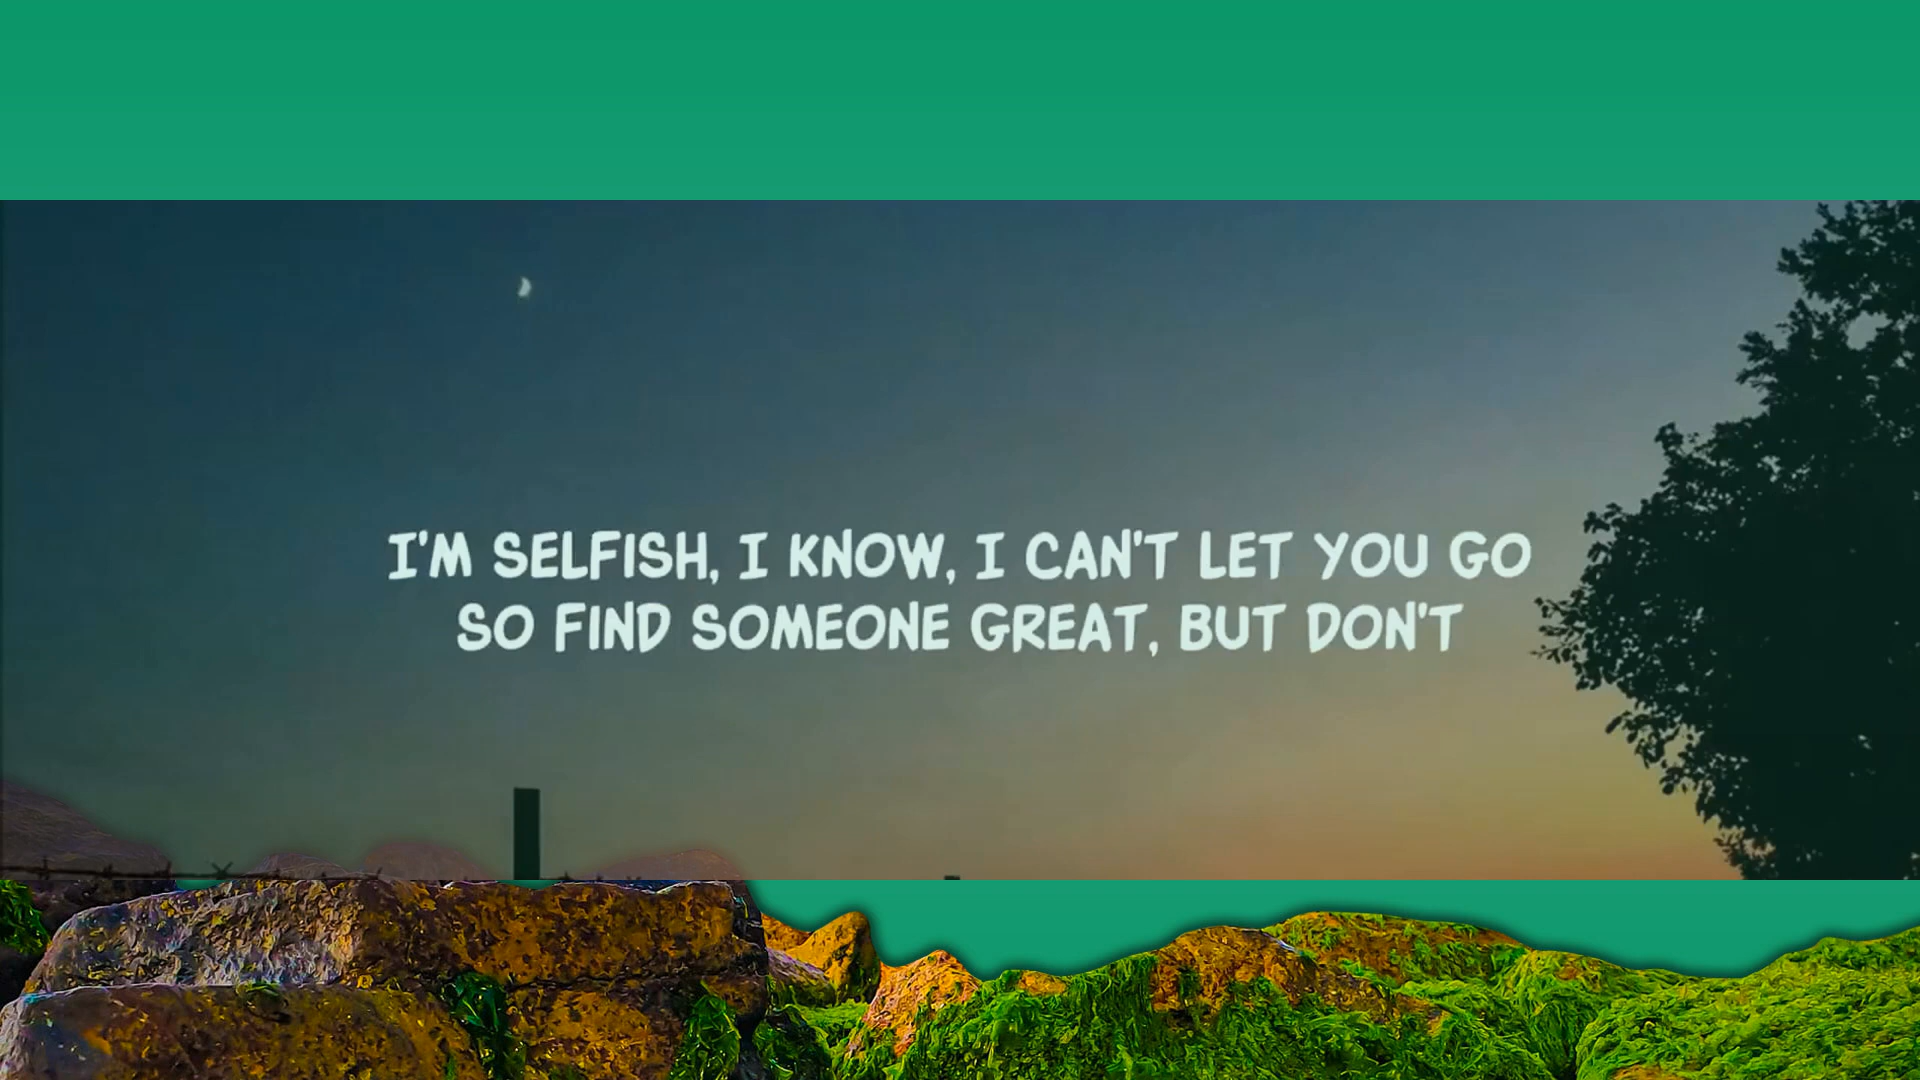 I'M SELFISH, I KNOW, I CAN'T LET YOU GO
SO FIND SOMEONE GREAT, BUT DON'T